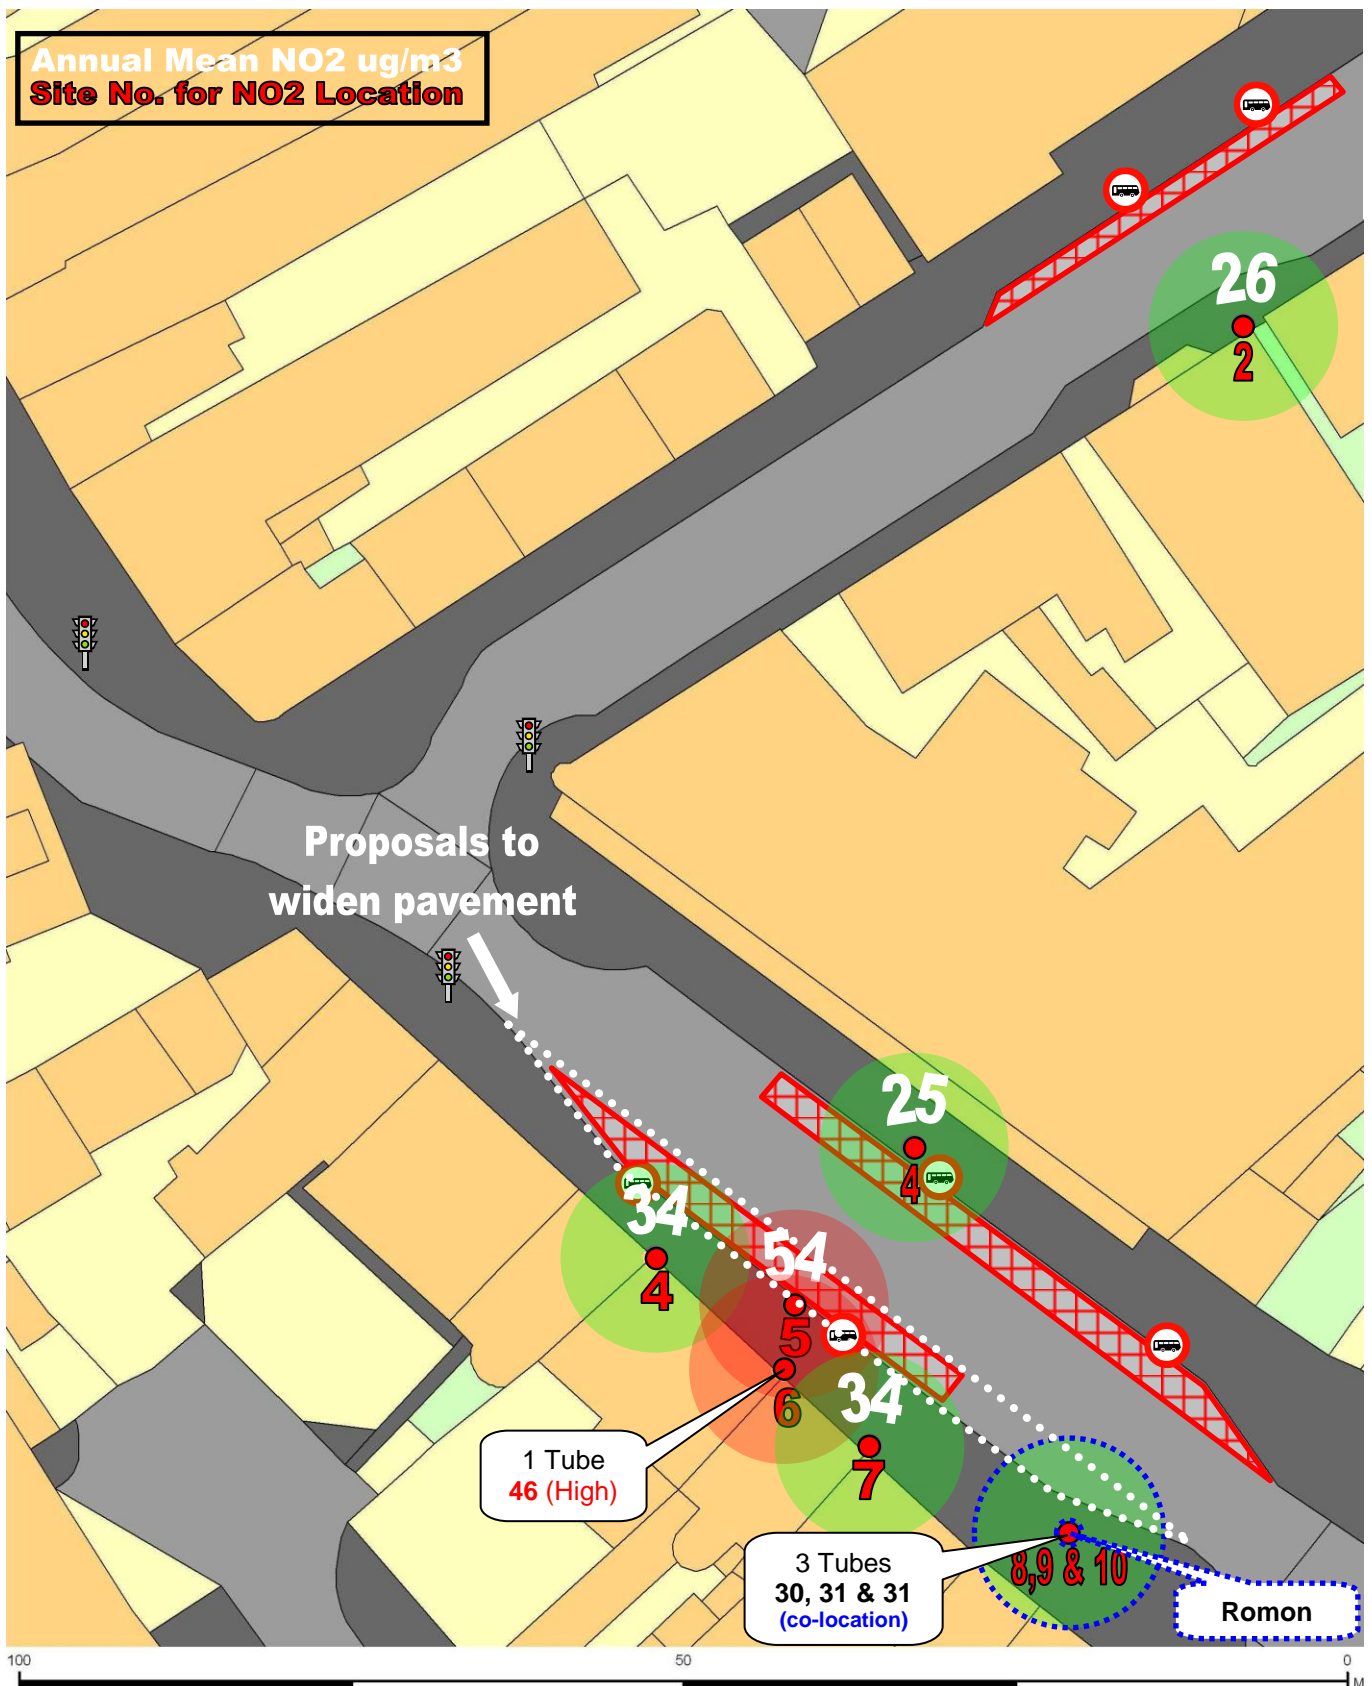 Annual Mean NO2 ug/m3
Site No. for NO2 Location
26
2
Proposals to
widen pavement
25
4
34
4
54
5
6
34
7
1 Tube
46 (High)
8,9 & 10
3 Tubes
30, 31 & 31
(co-location)
Romon
100
50
0
M